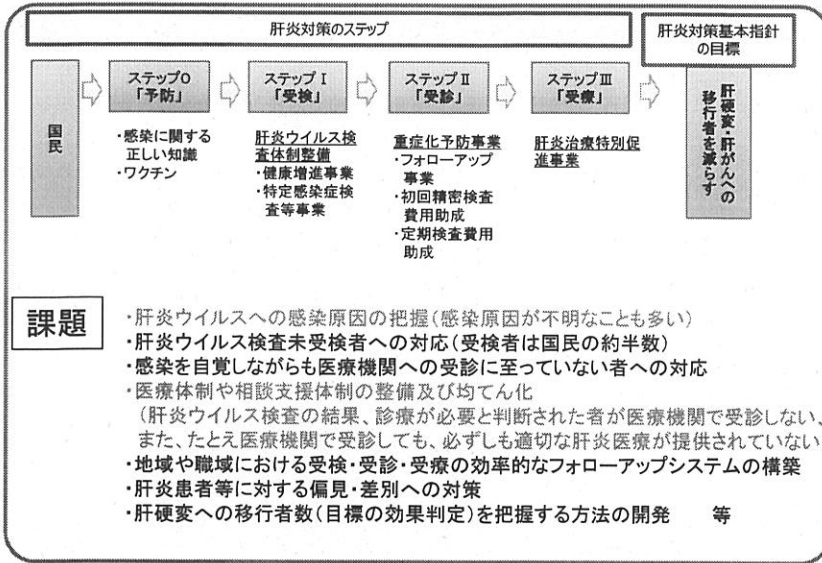 肝炎対策のステップ
肝炎対策基本指針
の目標
国民
ステップ0
「予防」
・感染に関する
正しい知識
・ワクチン
ステップⅠ
「受検」
肝炎ウイルス検
査体制整備
・健康増進事業
・特定感染症検
査等事業
ステップⅡ
「受診」
重症化予防事業
・フォローアップ
事業
・初回精密検査
費用助成
・定期検査費用
助成
ステップⅢ
「受療」
肝炎治療特別促
進事業
肝硬変・肝がんへの
移行者を減らす
課題
・肝炎ウイルスへの感染原因の把握(感染原因が不明なことも多い)
・肝炎ウイルス検査未受検者への対応(受検者は国民の約半数)
・感染を自覚しながらも医療機関への受診に至っていない者への対応
・医療体制や相談支援体制の整備及び均てん化
(肝炎ウイルス検査の結果、診療が必要と判断された者が医療機関で受診しない、
また、たとえ医療機関で受診しても、必ずしも適切な肝炎医療が提供されていない
・地域や職域における受検・受診・受療の効率的なフォローアップシステムの構築
・肝炎患者等に対する偏見・差別への対策
・肝硬変への移行者数(目標の効果判定)を把握する方法の開発　等